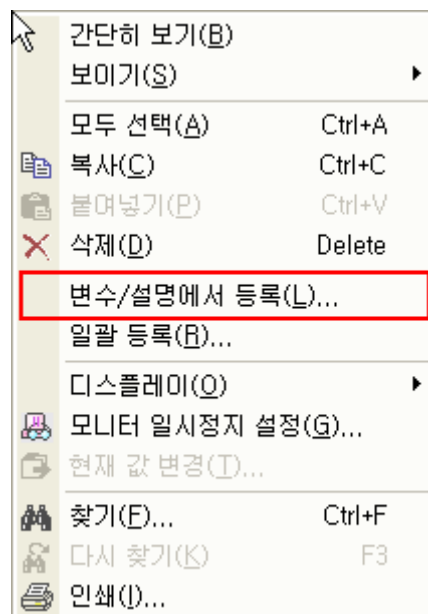 간단히 보기(B)
보이기(S)
모두 선택(A) Ctrl+A
복사(C) Ctrl+C
붙여넣기(P) Ctrl+V
삭제(D) Delete
변수/설명에서 등록(L)...
일괄 등록(R)...
디스플레이(O)
모니터 일시정지 설정(G)...
현재 값 변경(T)...
찾기(F)... Ctrl+F
다시 찾기(K) F3
인쇄(I)...